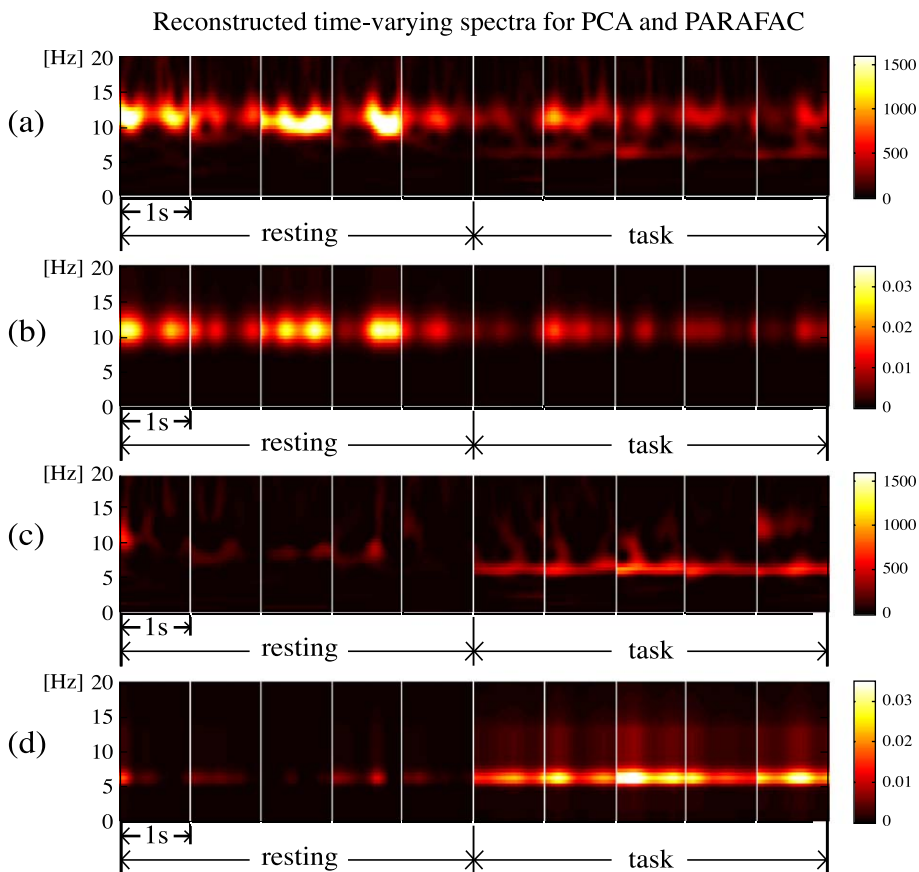 Reconstructed time-varying spectra for PCA and PARAFAC
[Hz] 20
15
10
5
0
(a)
1500
1000
500
0
1s
resting
task
[Hz] 20
15
10
5
0
(b)
0.03
0.02
0.01
0
1s
resting
task
[Hz] 20
15
10
5
0
(c)
1500
1000
500
0
1s
resting
task
[Hz] 20
15
10
5
0
(d)
0.03
0.02
0.01
0
1s
resting
task